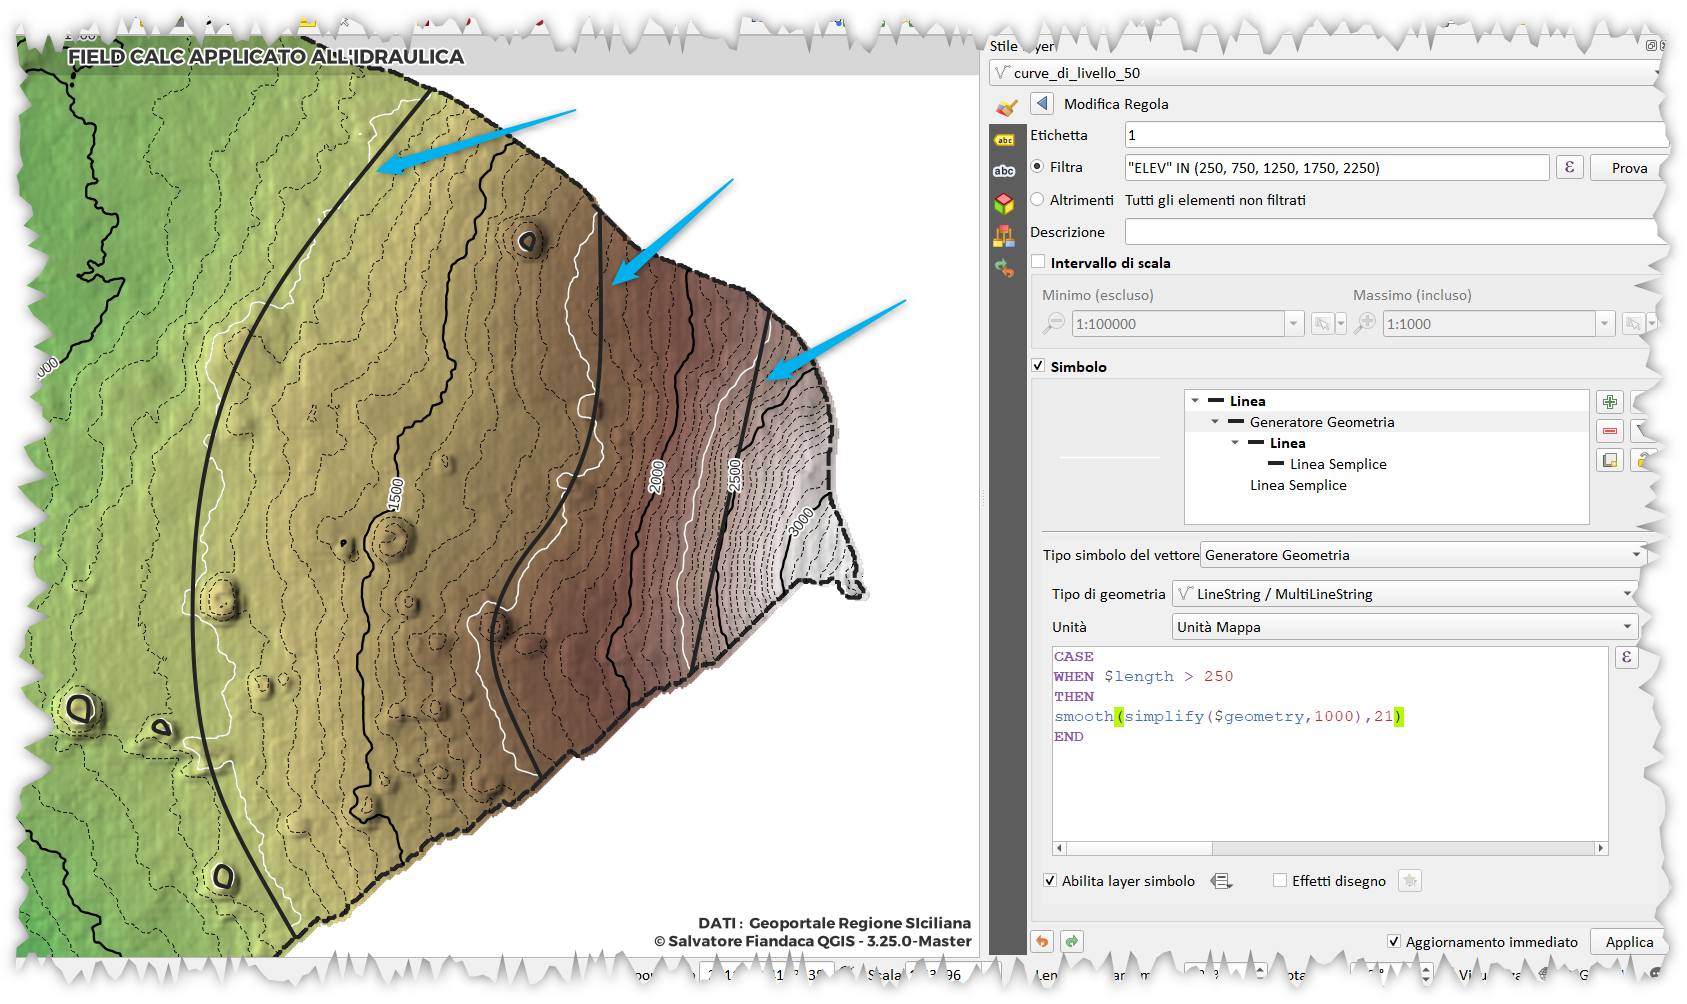 FIELD CALC APPLICATO ALL'IDRAULICA
1500
2000
2500
3000
DATI : Geoportale Regione SIciliana
© Salvatore Fiandaca QGIS - 3.25.0-Master
Stile
curve_di_livello_50
Modifica Regola
Etichetta 1
Filtra "ELEV" IN (250, 750, 1250, 1750, 2250) ε Prova
Altrimenti Tutti gli elementi non filtrati
Descrizione
Intervallo di scala
Minimo (escluso) Massimo (incluso)
1:100000 1:1000
Simbolo
Linea
Generatore Geometria
Linea
Linea Semplice
Linea Semplice
Tipo simbolo del vettore Generatore Geometria
Tipo di geometria LineString / MultiLineString
Unità Unità Mappa
CASE
WHEN $length > 250
THEN
smooth(simplify($geometry,1000),21)
END
ε
Abilita layer simbolo Effetti disegno
Aggiornamento immediato Applica
abc
abc
Scala